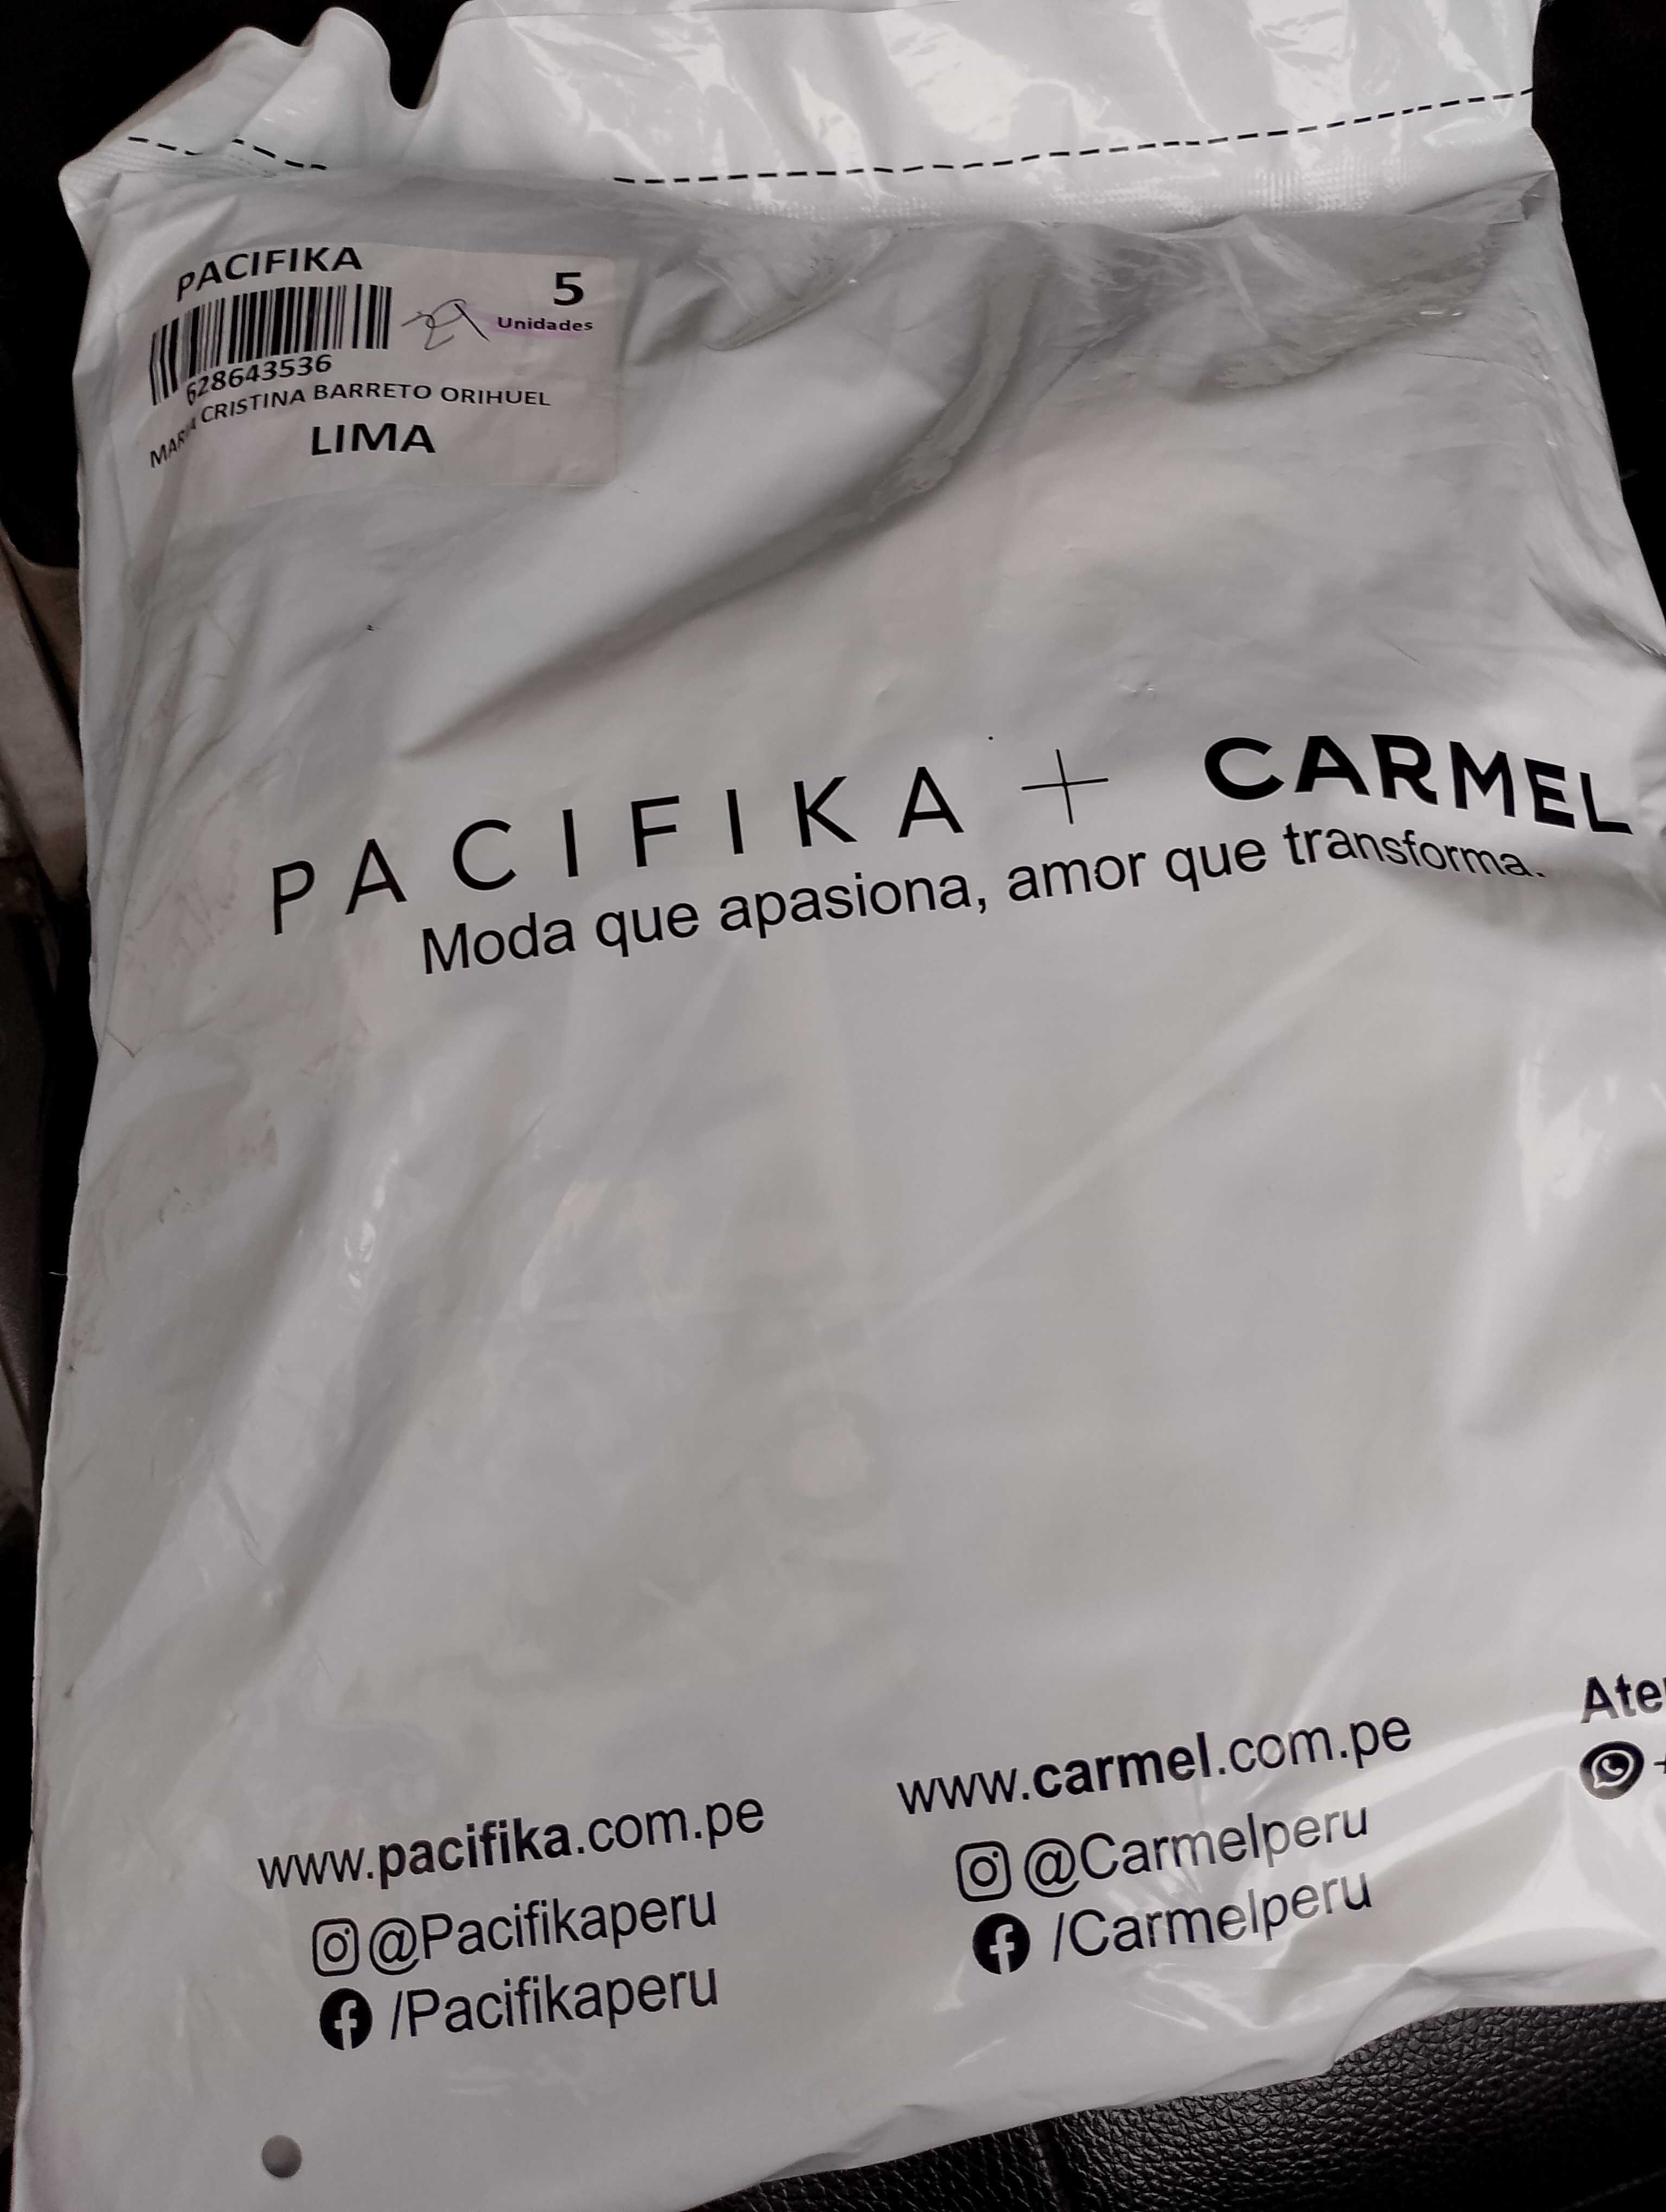 PACIFIKA
5
Unidades
29
628643536
MARIA CRISTINA BARRETO ORIHUEL
LIMA
PACIFIKA + CARMEL
Moda que apasiona, amor que transforma.
www.pacifika.com.pe
@Pacifikaperu
/Pacifikaperu
www.carmel.com.pe
@Carmelperu
/Carmelperu